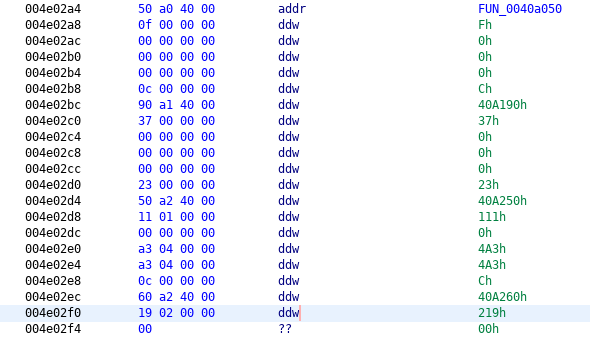 004e02a4 50 a0 40 00 addr FUN_0040a050
004e02a8 0f 00 00 00 ddw Fh
004e02ac 00 00 00 00 ddw 0h
004e02b0 00 00 00 00 ddw 0h
004e02b4 00 00 00 00 ddw 0h
004e02b8 0c 00 00 00 ddw Ch
004e02bc 90 a1 40 00 ddw 40A190h
004e02c0 37 00 00 00 ddw 37h
004e02c4 00 00 00 00 ddw 0h
004e02c8 00 00 00 00 ddw 0h
004e02cc 00 00 00 00 ddw 0h
004e02d0 23 00 00 00 ddw 23h
004e02d4 50 a2 40 00 ddw 40A250h
004e02d8 11 01 00 00 ddw 111h
004e02dc 00 00 00 00 ddw 0h
004e02e0 a3 04 00 00 ddw 4A3h
004e02e4 a3 04 00 00 ddw 4A3h
004e02e8 0c 00 00 00 ddw Ch
004e02ec 60 a2 40 00 ddw 40A260h
004e02f0 19 02 00 00 ddw 219h
004e02f4 00 ?? 00h